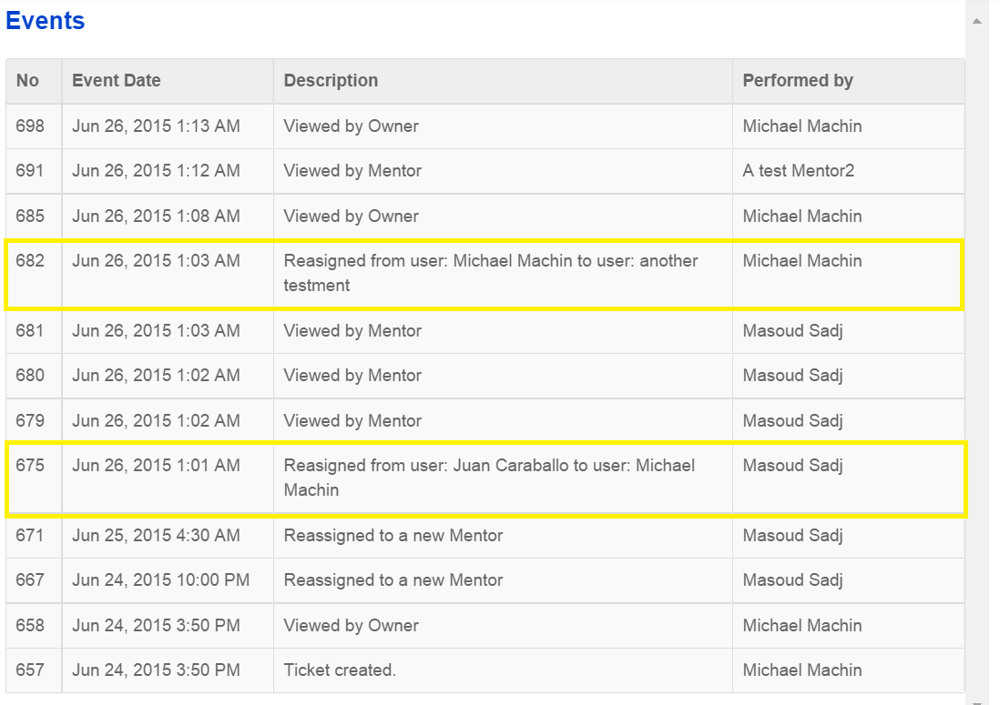 Events
No Event Date Description Performed by
698 Jun 26, 2015 1:13 AM Viewed by Owner Michael Machin
691 Jun 26, 2015 1:12 AM Viewed by Mentor A test Mentor2
685 Jun 26, 2015 1:08 AM Viewed by Owner Michael Machin
682 Jun 26, 2015 1:03 AM Reasigned from user: Michael Machin to user: another Michael Machin
testment
681 Jun 26, 2015 1:03 AM Viewed by Mentor Masoud Sadj
680 Jun 26, 2015 1:02 AM Viewed by Mentor Masoud Sadj
679 Jun 26, 2015 1:02 AM Viewed by Mentor Masoud Sadj
675 Jun 26, 2015 1:01 AM Reasigned from user: Juan Caraballo to user: Michael Masoud Sadj
Machin
671 Jun 25, 2015 4:30 AM Reassigned to a new Mentor Masoud Sadj
667 Jun 24, 2015 10:00 PM Reassigned to a new Mentor Masoud Sadj
658 Jun 24, 2015 3:50 PM Viewed by Owner Michael Machin
657 Jun 24, 2015 3:50 PM Ticket created. Michael Machin